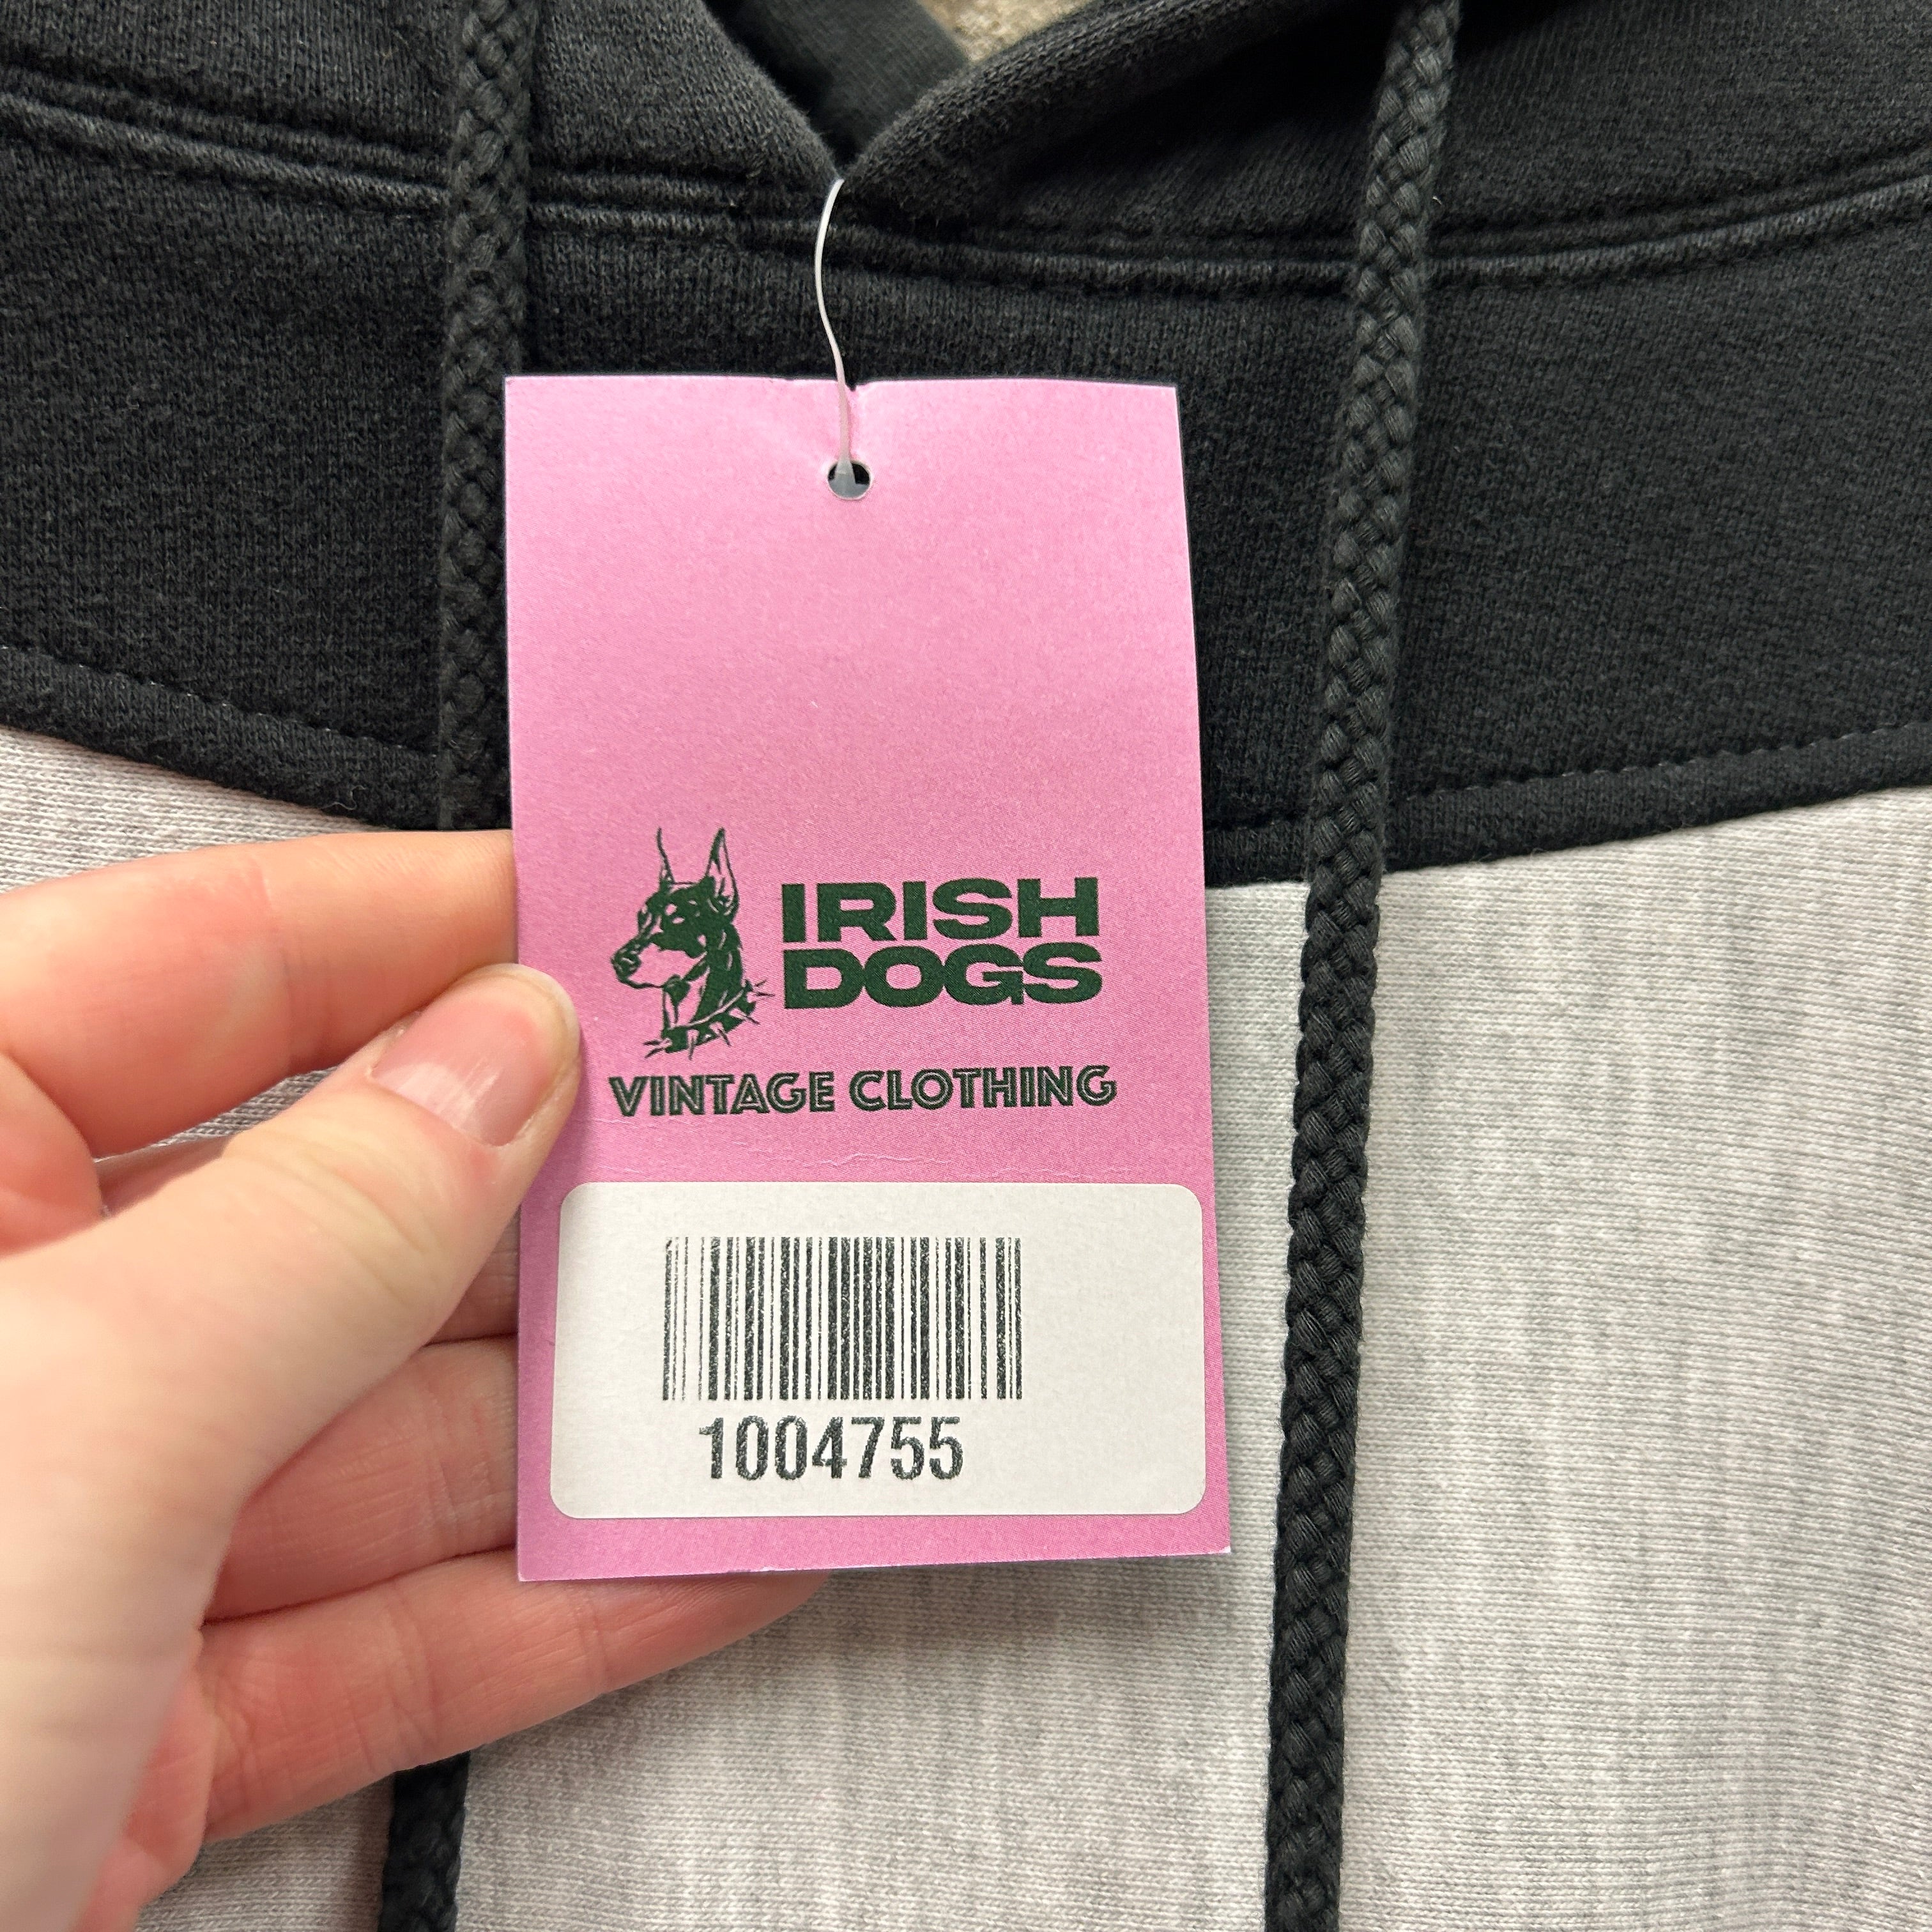 IRISH
DOGS
VINTAGE CLOTHING
1004755